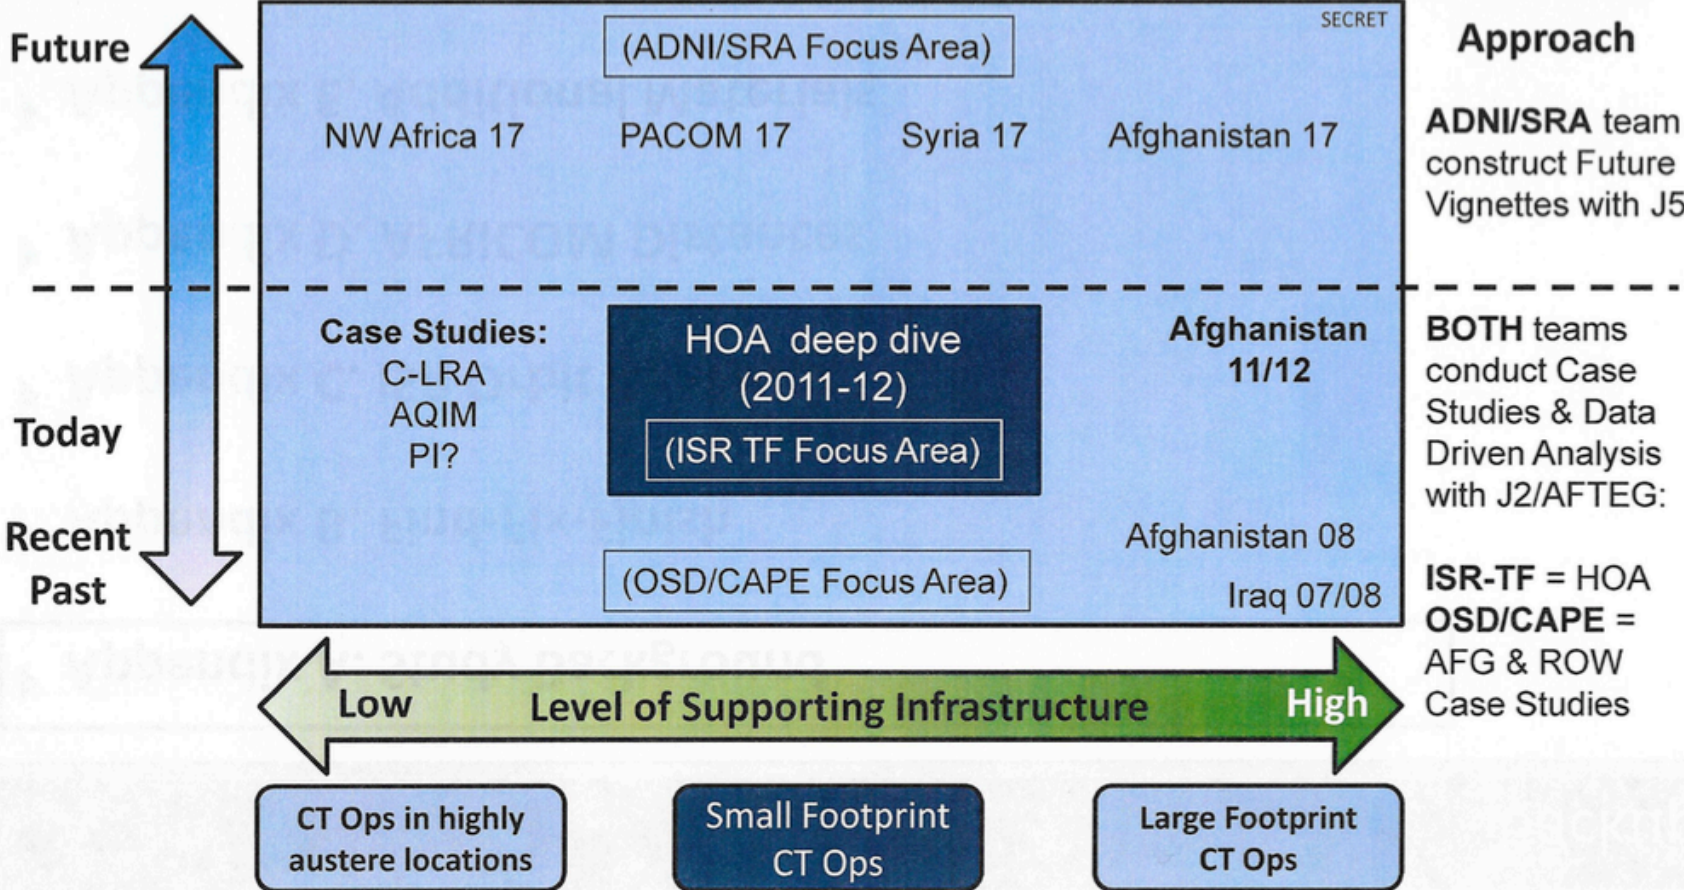 SECRET
Future
(ADNI/SRA Focus Area)
Approach
NW Africa 17
PACOM 17
Syria 17
Afghanistan 17
ADNI/SRA team
construct Future
Vignettes with J5
Case Studies:
C-LRA
AQIM
PI?
HOA deep dive
(2011-12)
(ISR TF Focus Area)
Afghanistan
11/12
BOTH teams
conduct Case
Studies & Data
Driven Analysis
with J2/AFTEG:
Today
Recent
Past
(OSD/CAPE Focus Area)
Afghanistan 08
Iraq 07/08
ISR-TF = HOA
OSD/CAPE =
AFG & ROW
Case Studies
Low
Level of Supporting Infrastructure
High
CT Ops in highly
austere locations
Small Footprint
CT Ops
Large Footprint
CT Ops